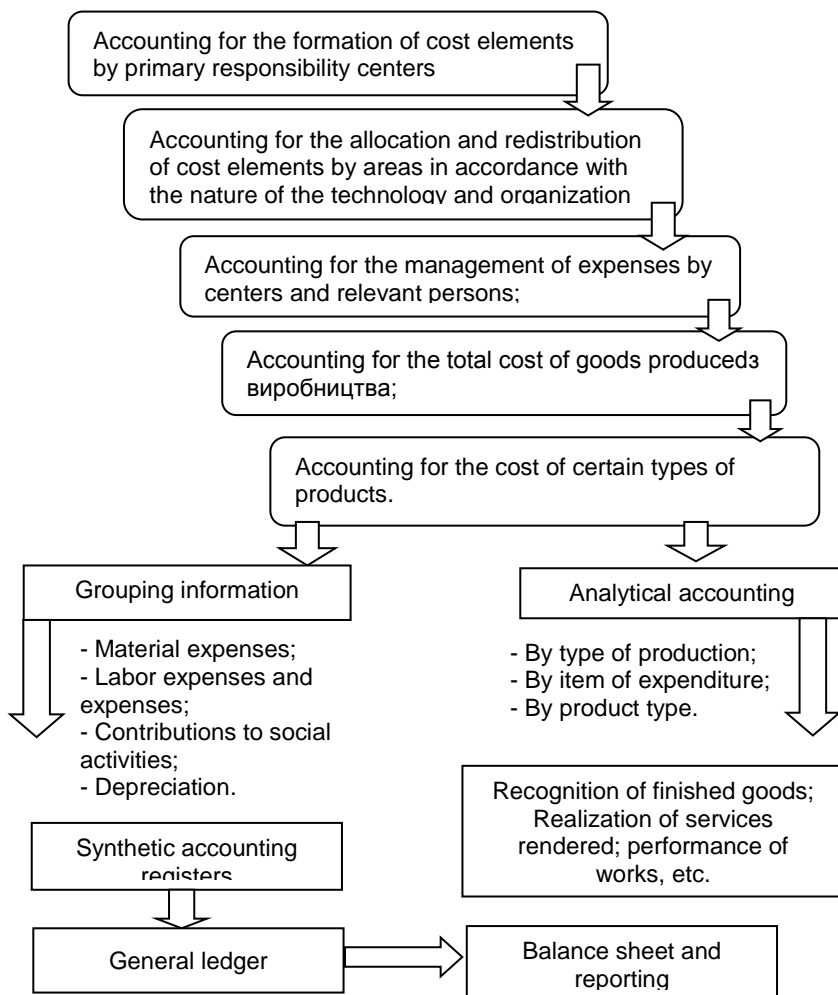 Accounting for the formation of cost elements
by primary responsibility centers
Accounting for the allocation and redistribution
of cost elements by areas in accordance with
the nature of the technology and organization
Accounting for the management of expenses by
centers and relevant persons;
Accounting for the total cost of goods producedз
виробництва;
Accounting for the cost of certain types of
products.
Grouping information
- Material expenses;
- Labor expenses and
expenses;
- Contributions to social
activities;
- Depreciation.
Analytical accounting
- By type of production;
- By item of expenditure;
- By product type.
Recognition of finished goods;
Realization of services
rendered; performance of
works, etc.
Synthetic accounting
registers
General ledger
Balance sheet and
reporting